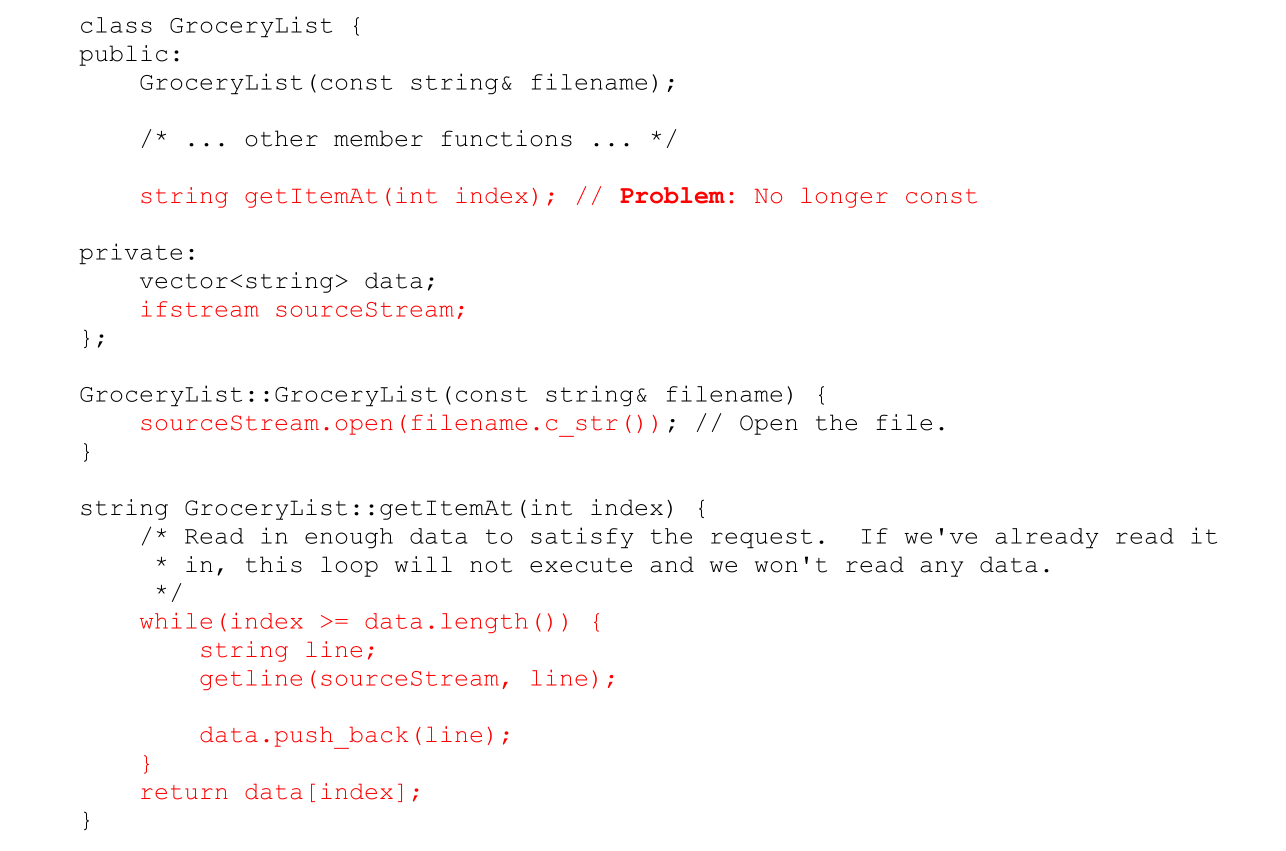 class GroceryList {
public:
    GroceryList(const string& filename);

    /* ... other member functions ... */

    string getItemAt(int index); // Problem: No longer const

private:
    vector<string> data;
    ifstream sourceStream;
};

GroceryList::GroceryList(const string& filename) {
    sourceStream.open(filename.c_str()); // Open the file.
}

string GroceryList::getItemAt(int index) {
    /* Read in enough data to satisfy the request.  If we've already read it
     * in, this loop will not execute and we won't read any data.
     */
    while(index >= data.length()) {
        string line;
        getline(sourceStream, line);

        data.push_back(line);
    }
    return data[index];
}